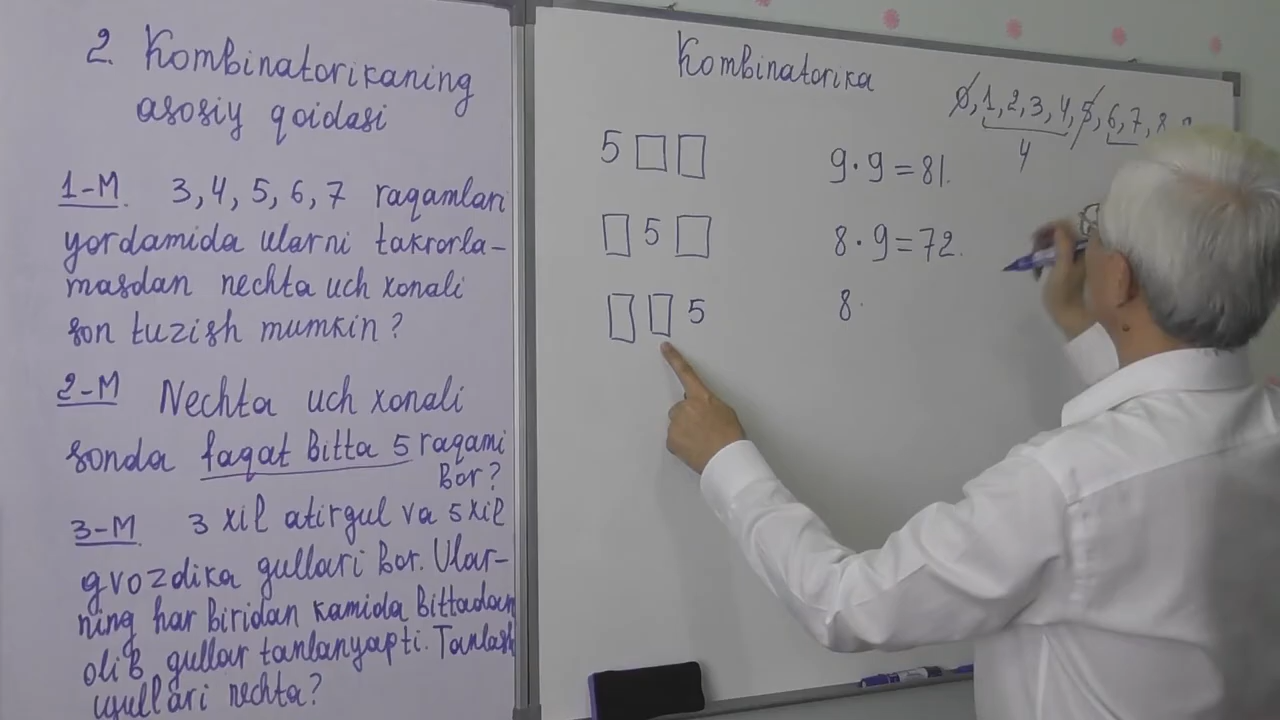 2. Kombinatorikaning
asosiy qoidasi
1-M. 3, 4, 5, 6, 7 raqamlari
yordamida ularni takrorla-
masdan nechta uch xonali
son tuzish mumkin?
2-M Nechta uch xonali
sonda faqat bitta 5 raqami
bor?
3-M. 3 xil atirgul va 5 xil
gvozdika gullari bor. Ular-
ning har biridan kamida bittadan
olib gullar tanlanyapti. Tanlash
usullari nechta?
Kombinatorika
0, 1, 2, 3, 4, 5, 6, 7, 8
4
5 □ □ 9 · 9 = 81.
□ 5 □ 8 · 9 = 72.
□ □ 5 8 ·